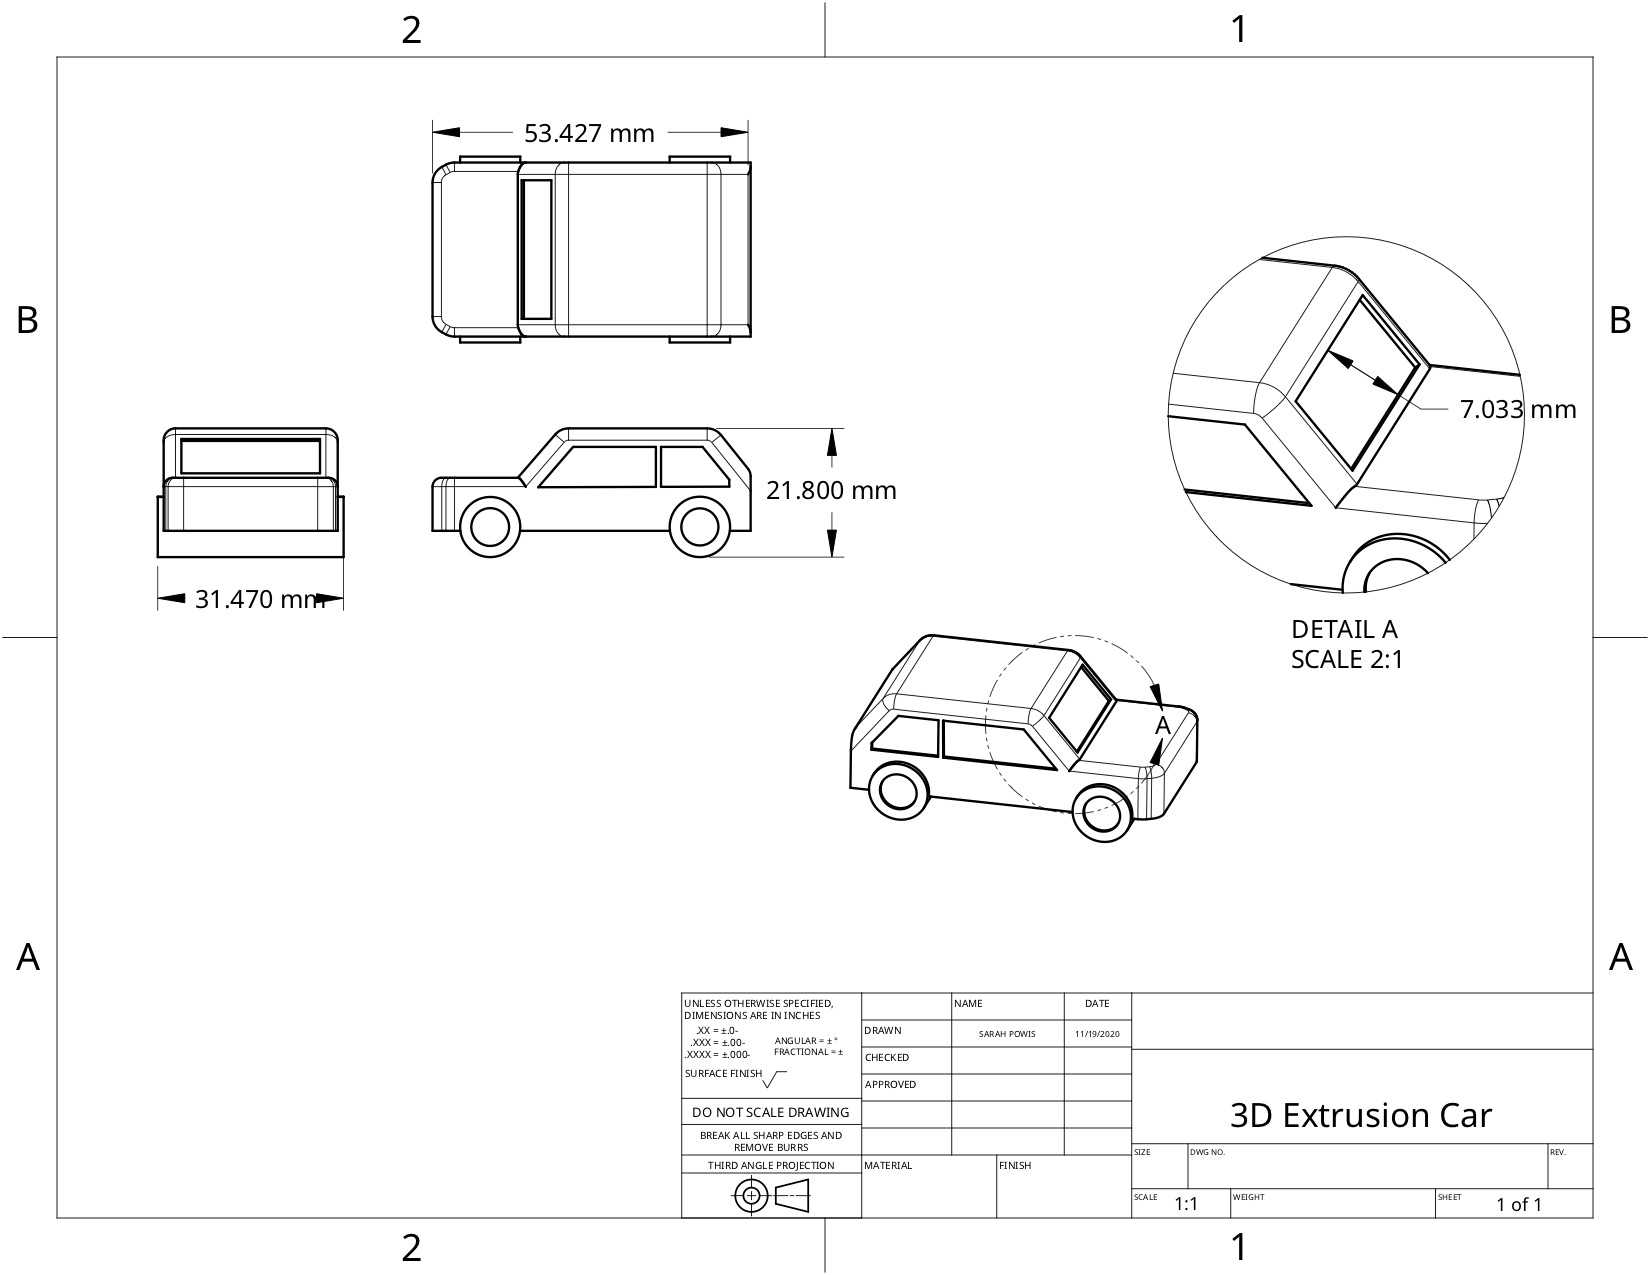 2
1
53.427 mm
B
B
7.033 mm
21.800 mm
31.470 mm
DETAIL A
SCALE 2:1
A
A
A
UNLESS OTHERWISE SPECIFIED,
DIMENSIONS ARE IN INCHES
.XX = ±.0-
.XXX = ±.00-
.XXXX = ±.000-
ANGULAR = ± °
FRACTIONAL = ±
SURFACE FINISH
DO NOT SCALE DRAWING
BREAK ALL SHARP EDGES AND
REMOVE BURRS
THIRD ANGLE PROJECTION
NAME
DATE
DRAWN
SARAH POWIS
11/19/2020
CHECKED
APPROVED
MATERIAL
FINISH
3D Extrusion Car
SIZE
DWG NO.
REV.
SCALE
1:1
WEIGHT
SHEET
1 of 1
2
1